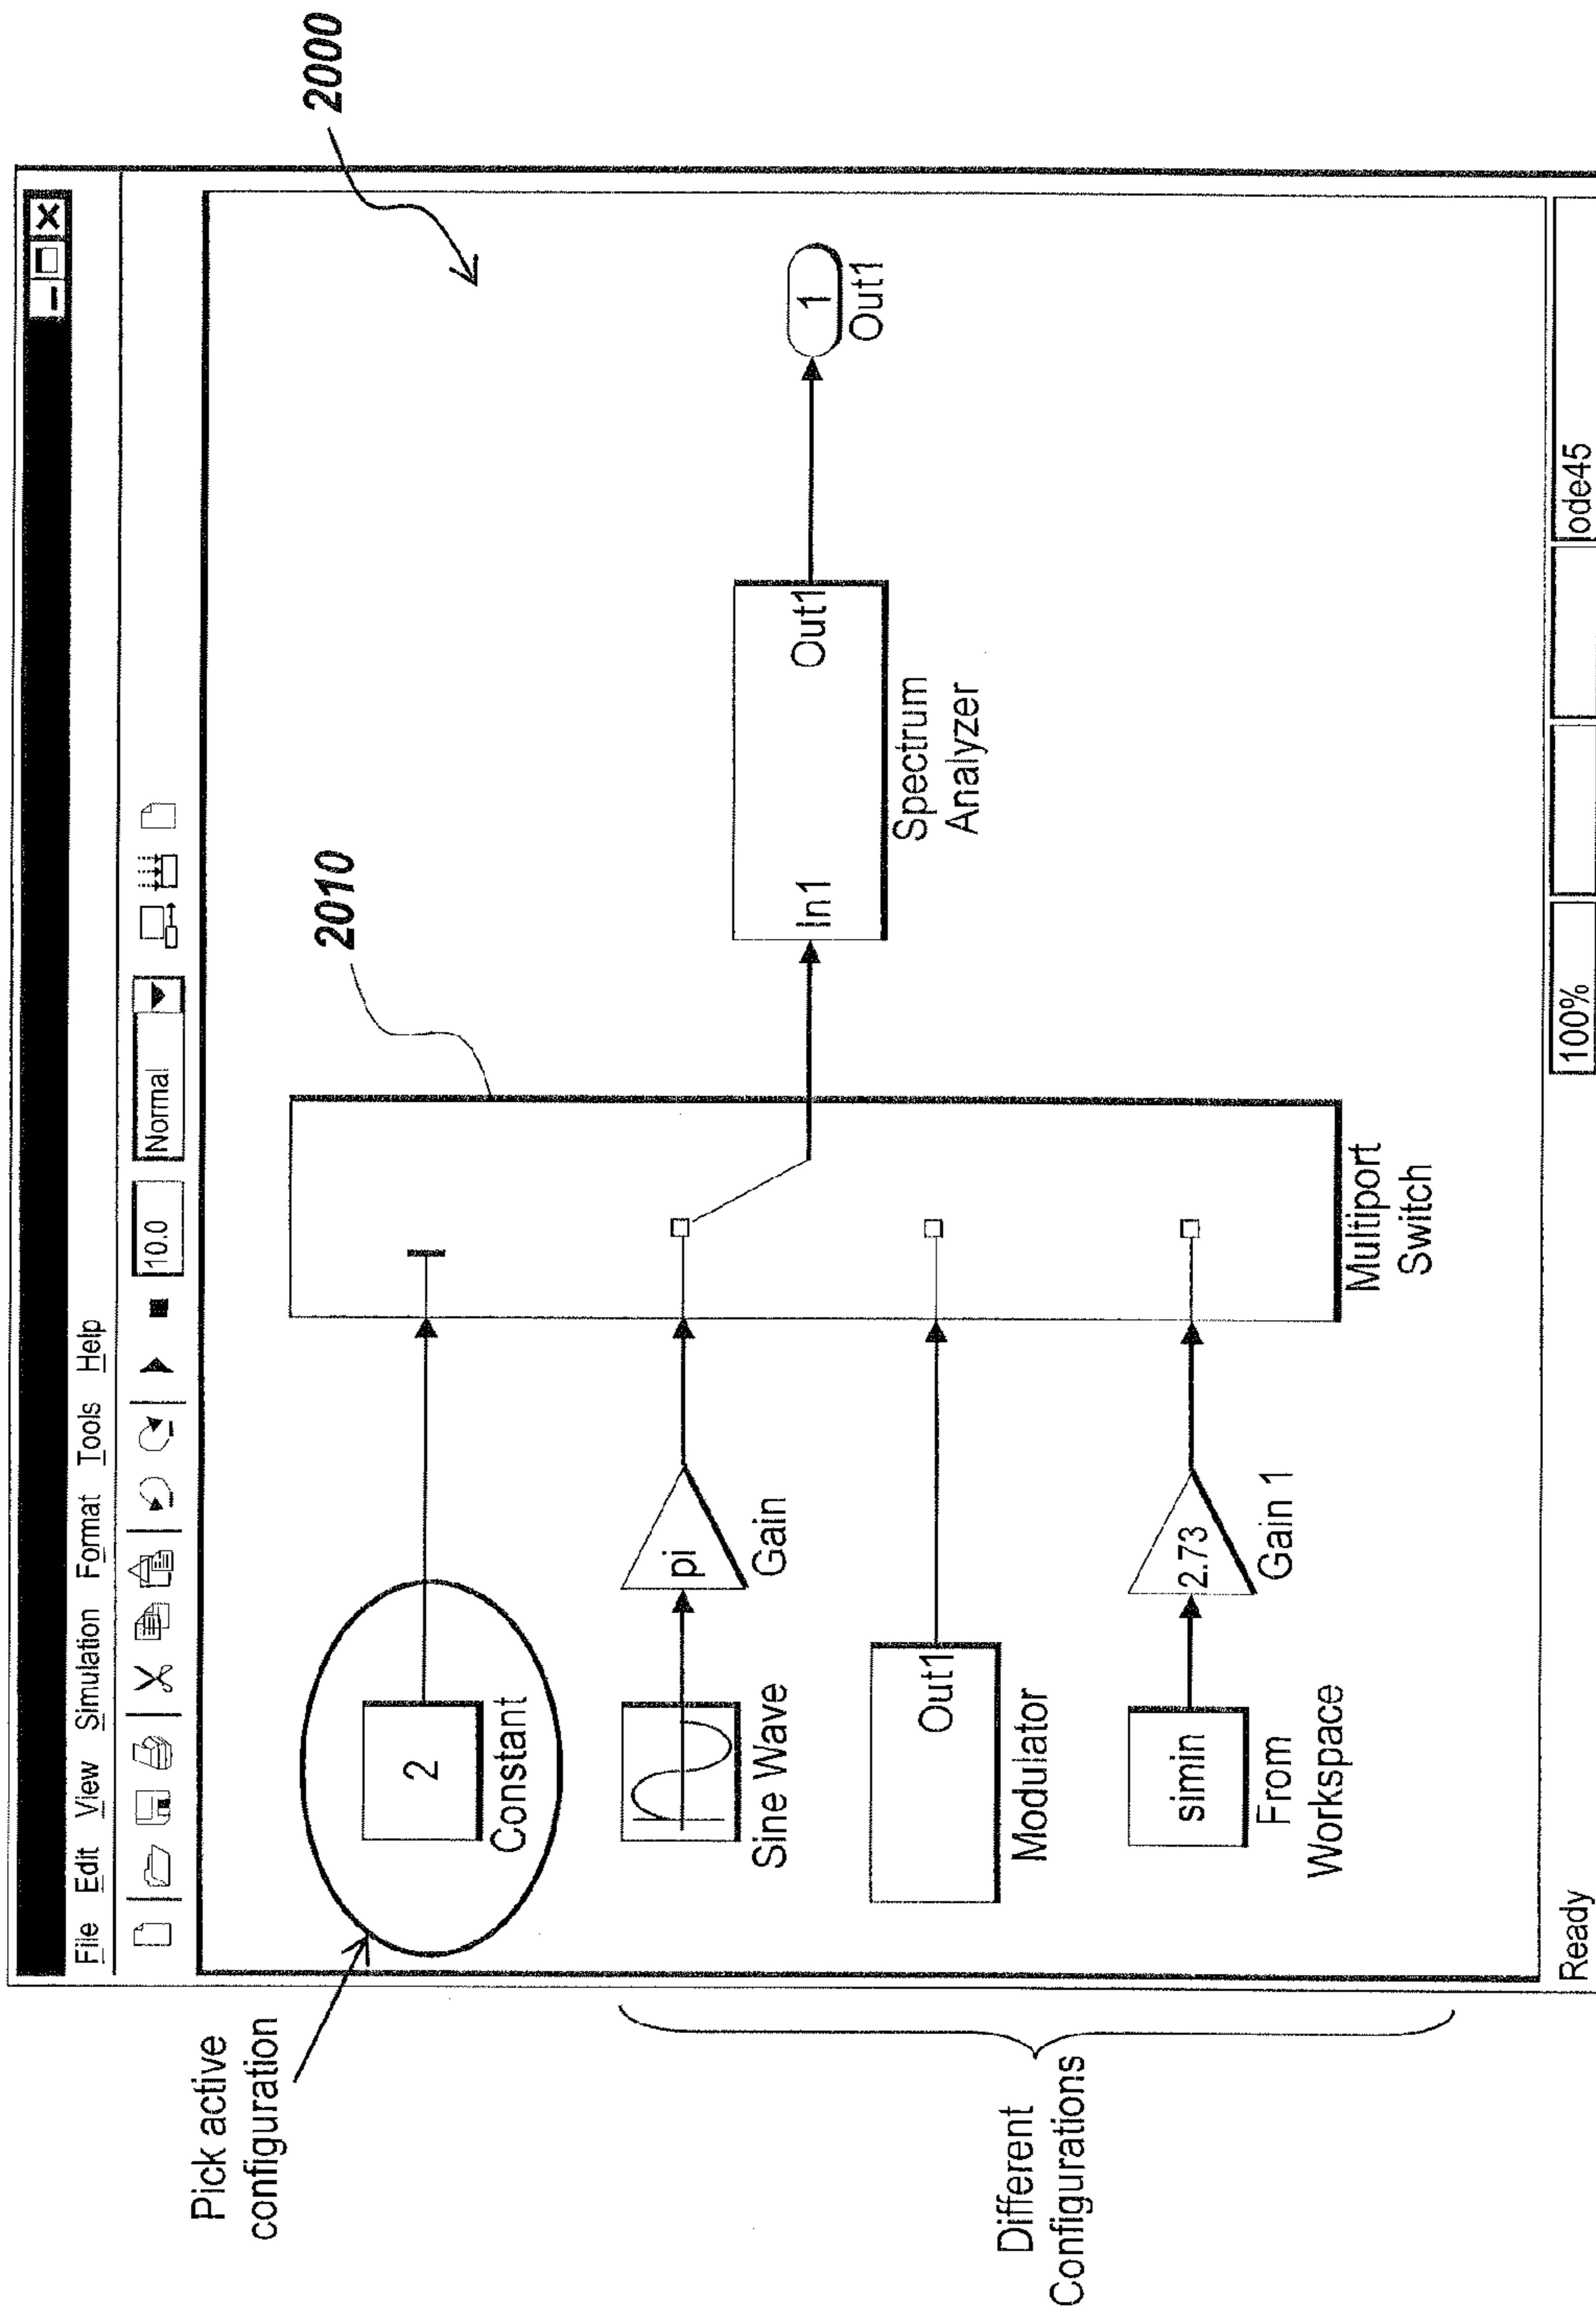 2000
File Edit View Simulation Format Tools Help
10.0 Normal
Pick active
configuration
2010
2
Constant
pi
Sine Wave
Gain
In1 Out1
Spectrum
Analyzer
1
Out1
Different
Configurations
Out1
Modulator
simin
2.73
From
Workspace
Gain 1
Multiport
Switch
Ready 100% ode45